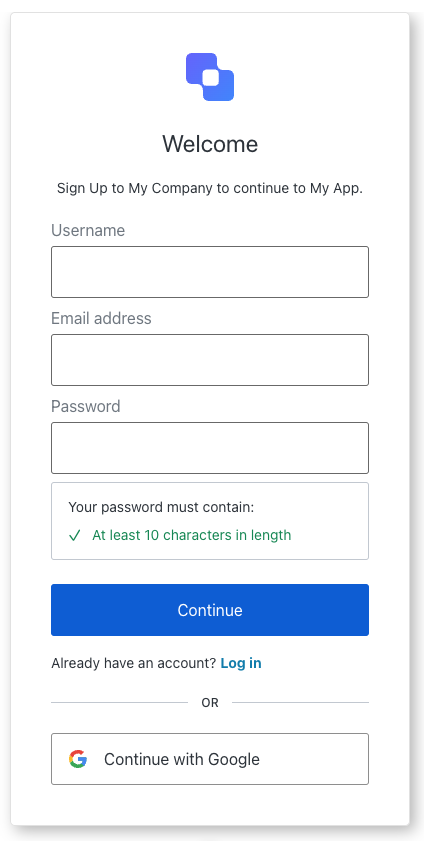 Welcome
Sign Up to My Company to continue to My App.
Username
Email address
Password
Your password must contain:
At least 10 characters in length
Continue
Already have an account? Log in
OR
Continue with Google